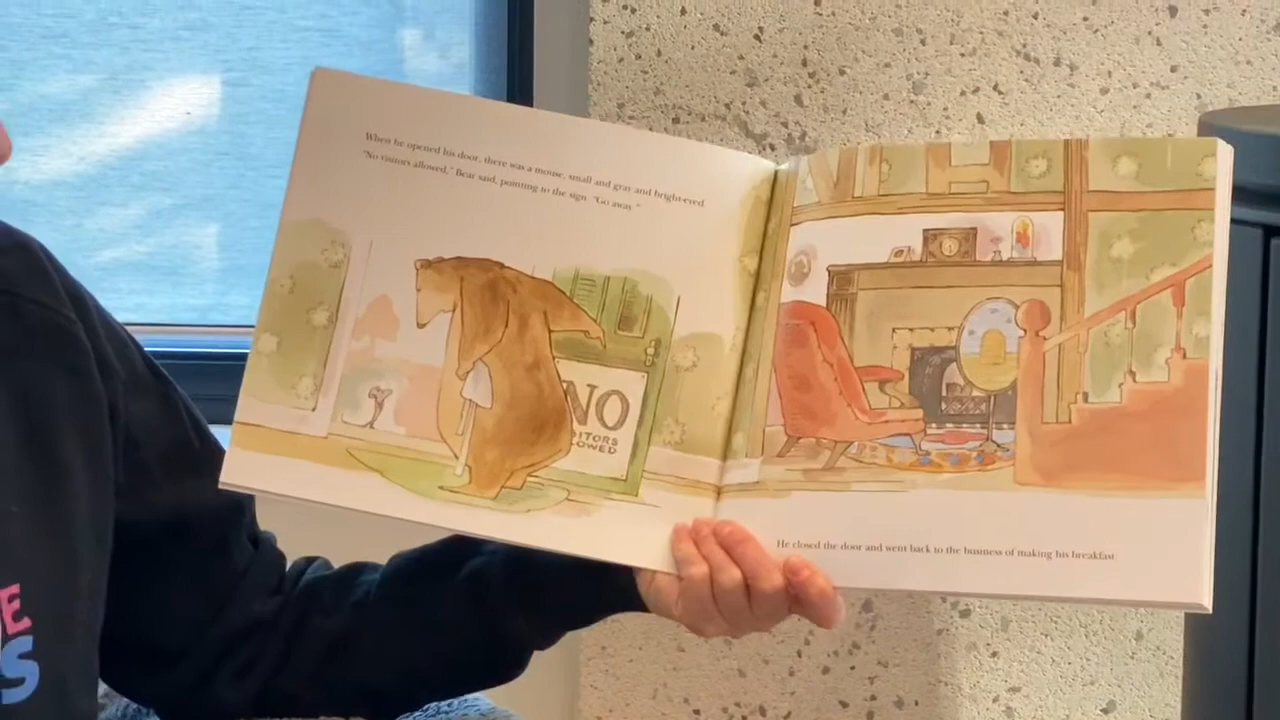 When he opened his door, there was a mouse, small and gray and bright-eyed.
"No visitors allowed," Bear said, pointing to the sign. "Go away."
NO
ITORS
LOWED
He closed the door and went back to the business of making his breakfast.
E
S